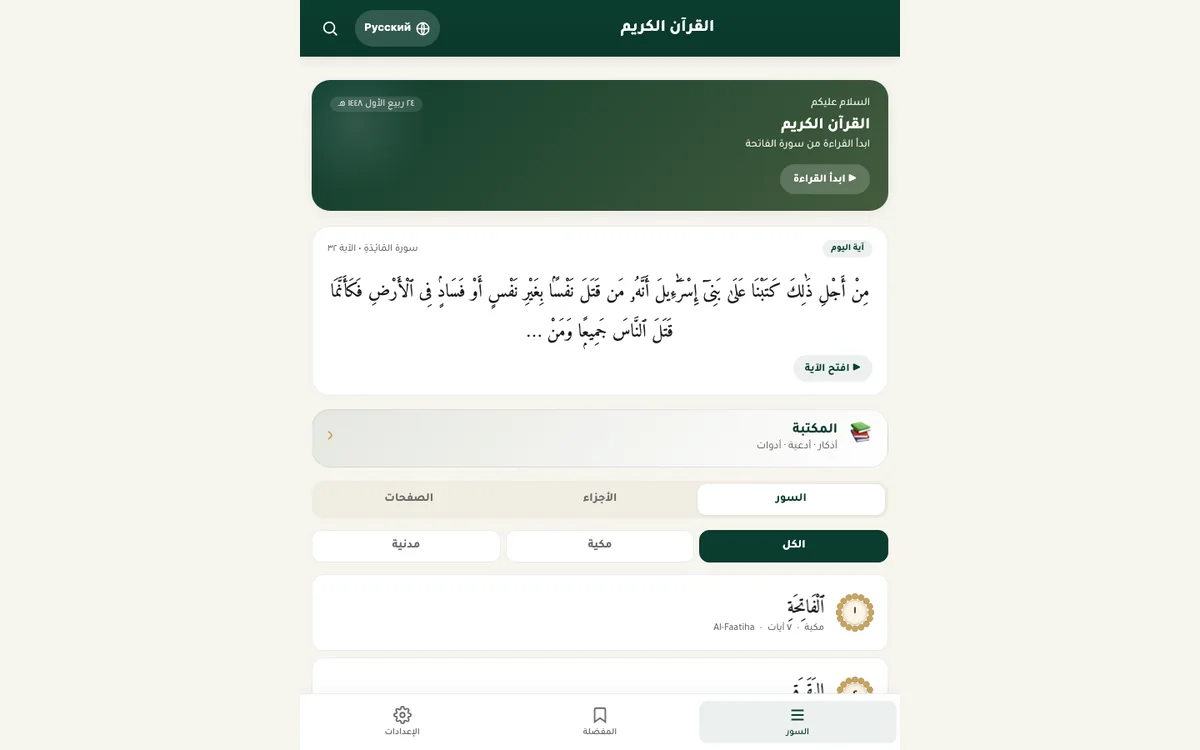 القرآن الكريم
Русский
السلام عليكم
٢٤ ربيع الأول ١٤٤٨ هـ
القرآن الكريم
ابدأ القراءة من سورة الفاتحة
ابدأ القراءة
آية اليوم
سورة المَائـِدَةِ • الآية ٣٢
مِنْ أَجْلِ ذَٰلِكَ كَتَبْنَا عَلَىٰ بَنِىٓ إِسْرَٰٓءِيلَ أَنَّهُۥ مَن قَتَلَ نَفْسًۢا بِغَيْرِ نَفْسٍ أَوْ فَسَادٍۢ فِى ٱلْأَرْضِ فَكَأَنَّمَا
قَتَلَ ٱلنَّاسَ جَمِيعًۭا وَمَنْ ...
افتح الآية
المكتبة
أذكار · أدعية · أدوات
السور
الأجزاء
الصفحات
الكل
مكية
مدنية
١
ٱلْفَاتِحَةِ
مكية · ٧ آيات · Al-Faatiha
السور
المفضلة
الإعدادات